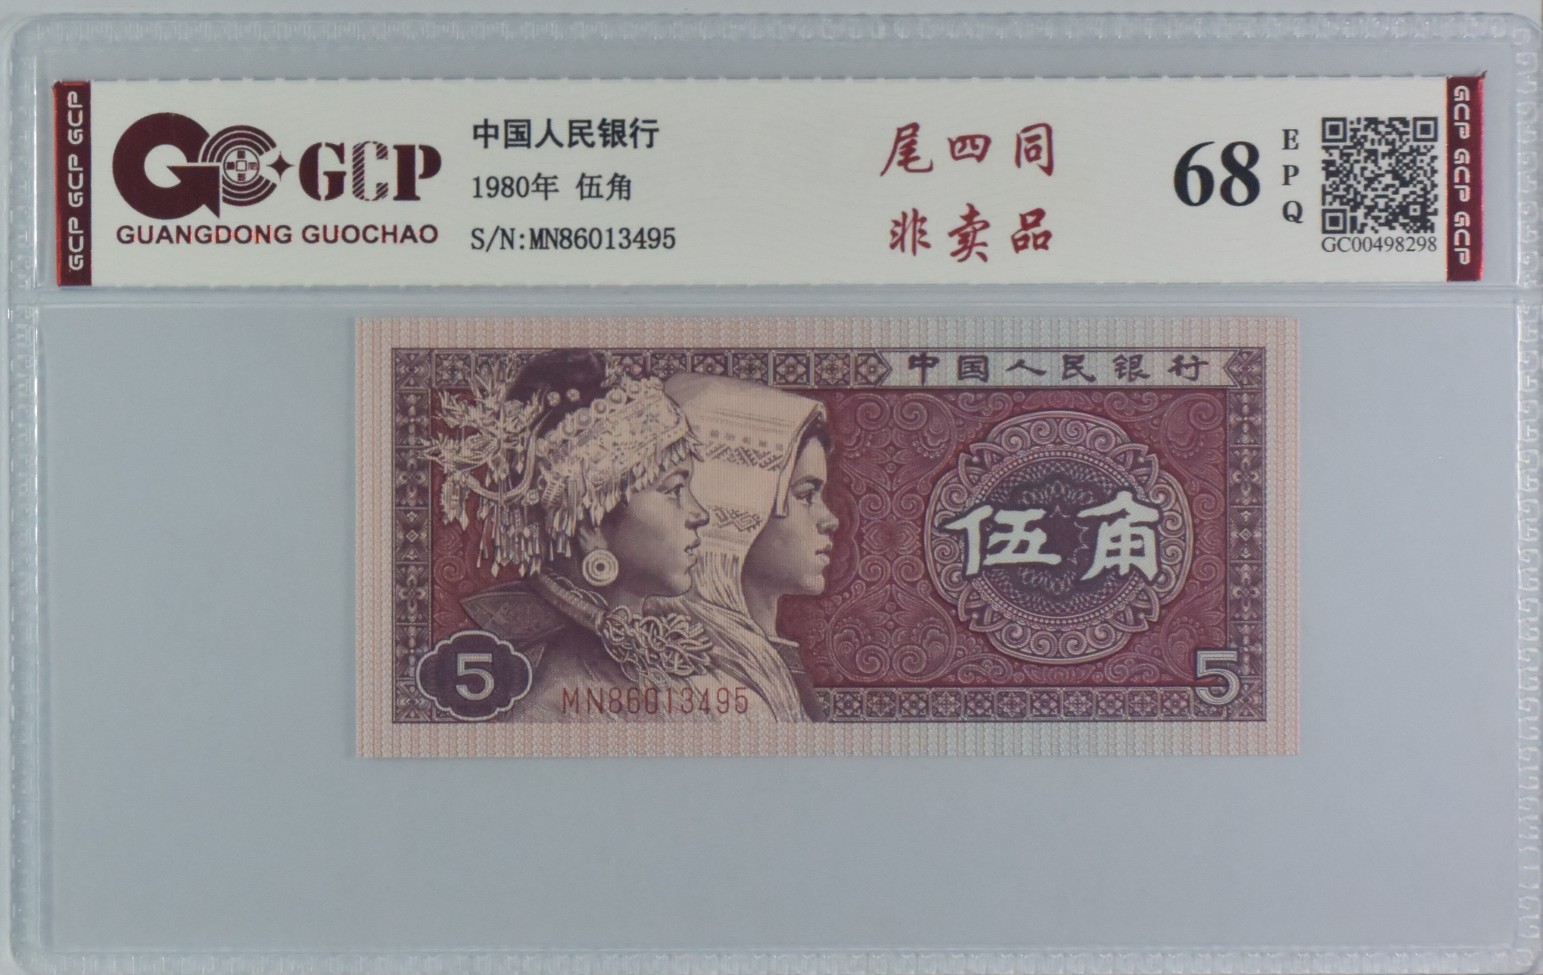 GCP GCP GCP
GCP
GUANGDONG GUOCHAO
中国人民银行
1980年 伍角
S/N:MN86013495
尾四同
非卖品
68
EPQ
GC00498298
GCP GCP GCP
中国人民银行
伍角
5
MN86013495
5